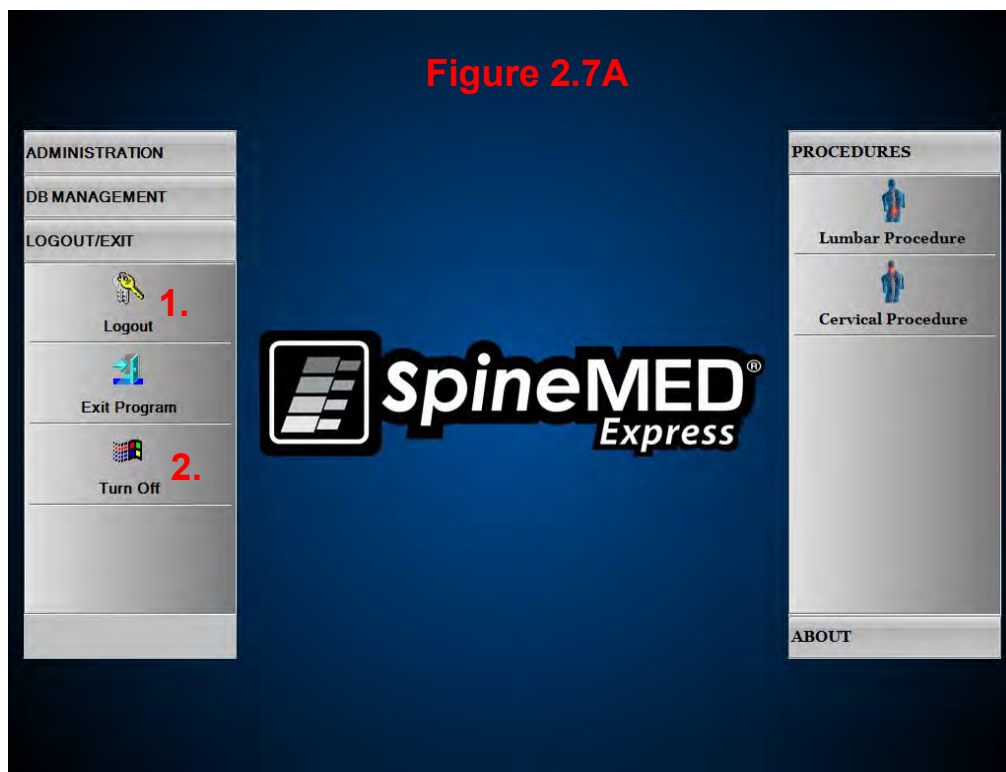 Figure 2.7A
ADMINISTRATION
DB MANAGEMENT
LOGOUT/EXIT
1.
Logout
Exit Program
2.
Turn Off
SpineMED®
Express
PROCEDURES
Lumbar Procedure
Cervical Procedure
ABOUT